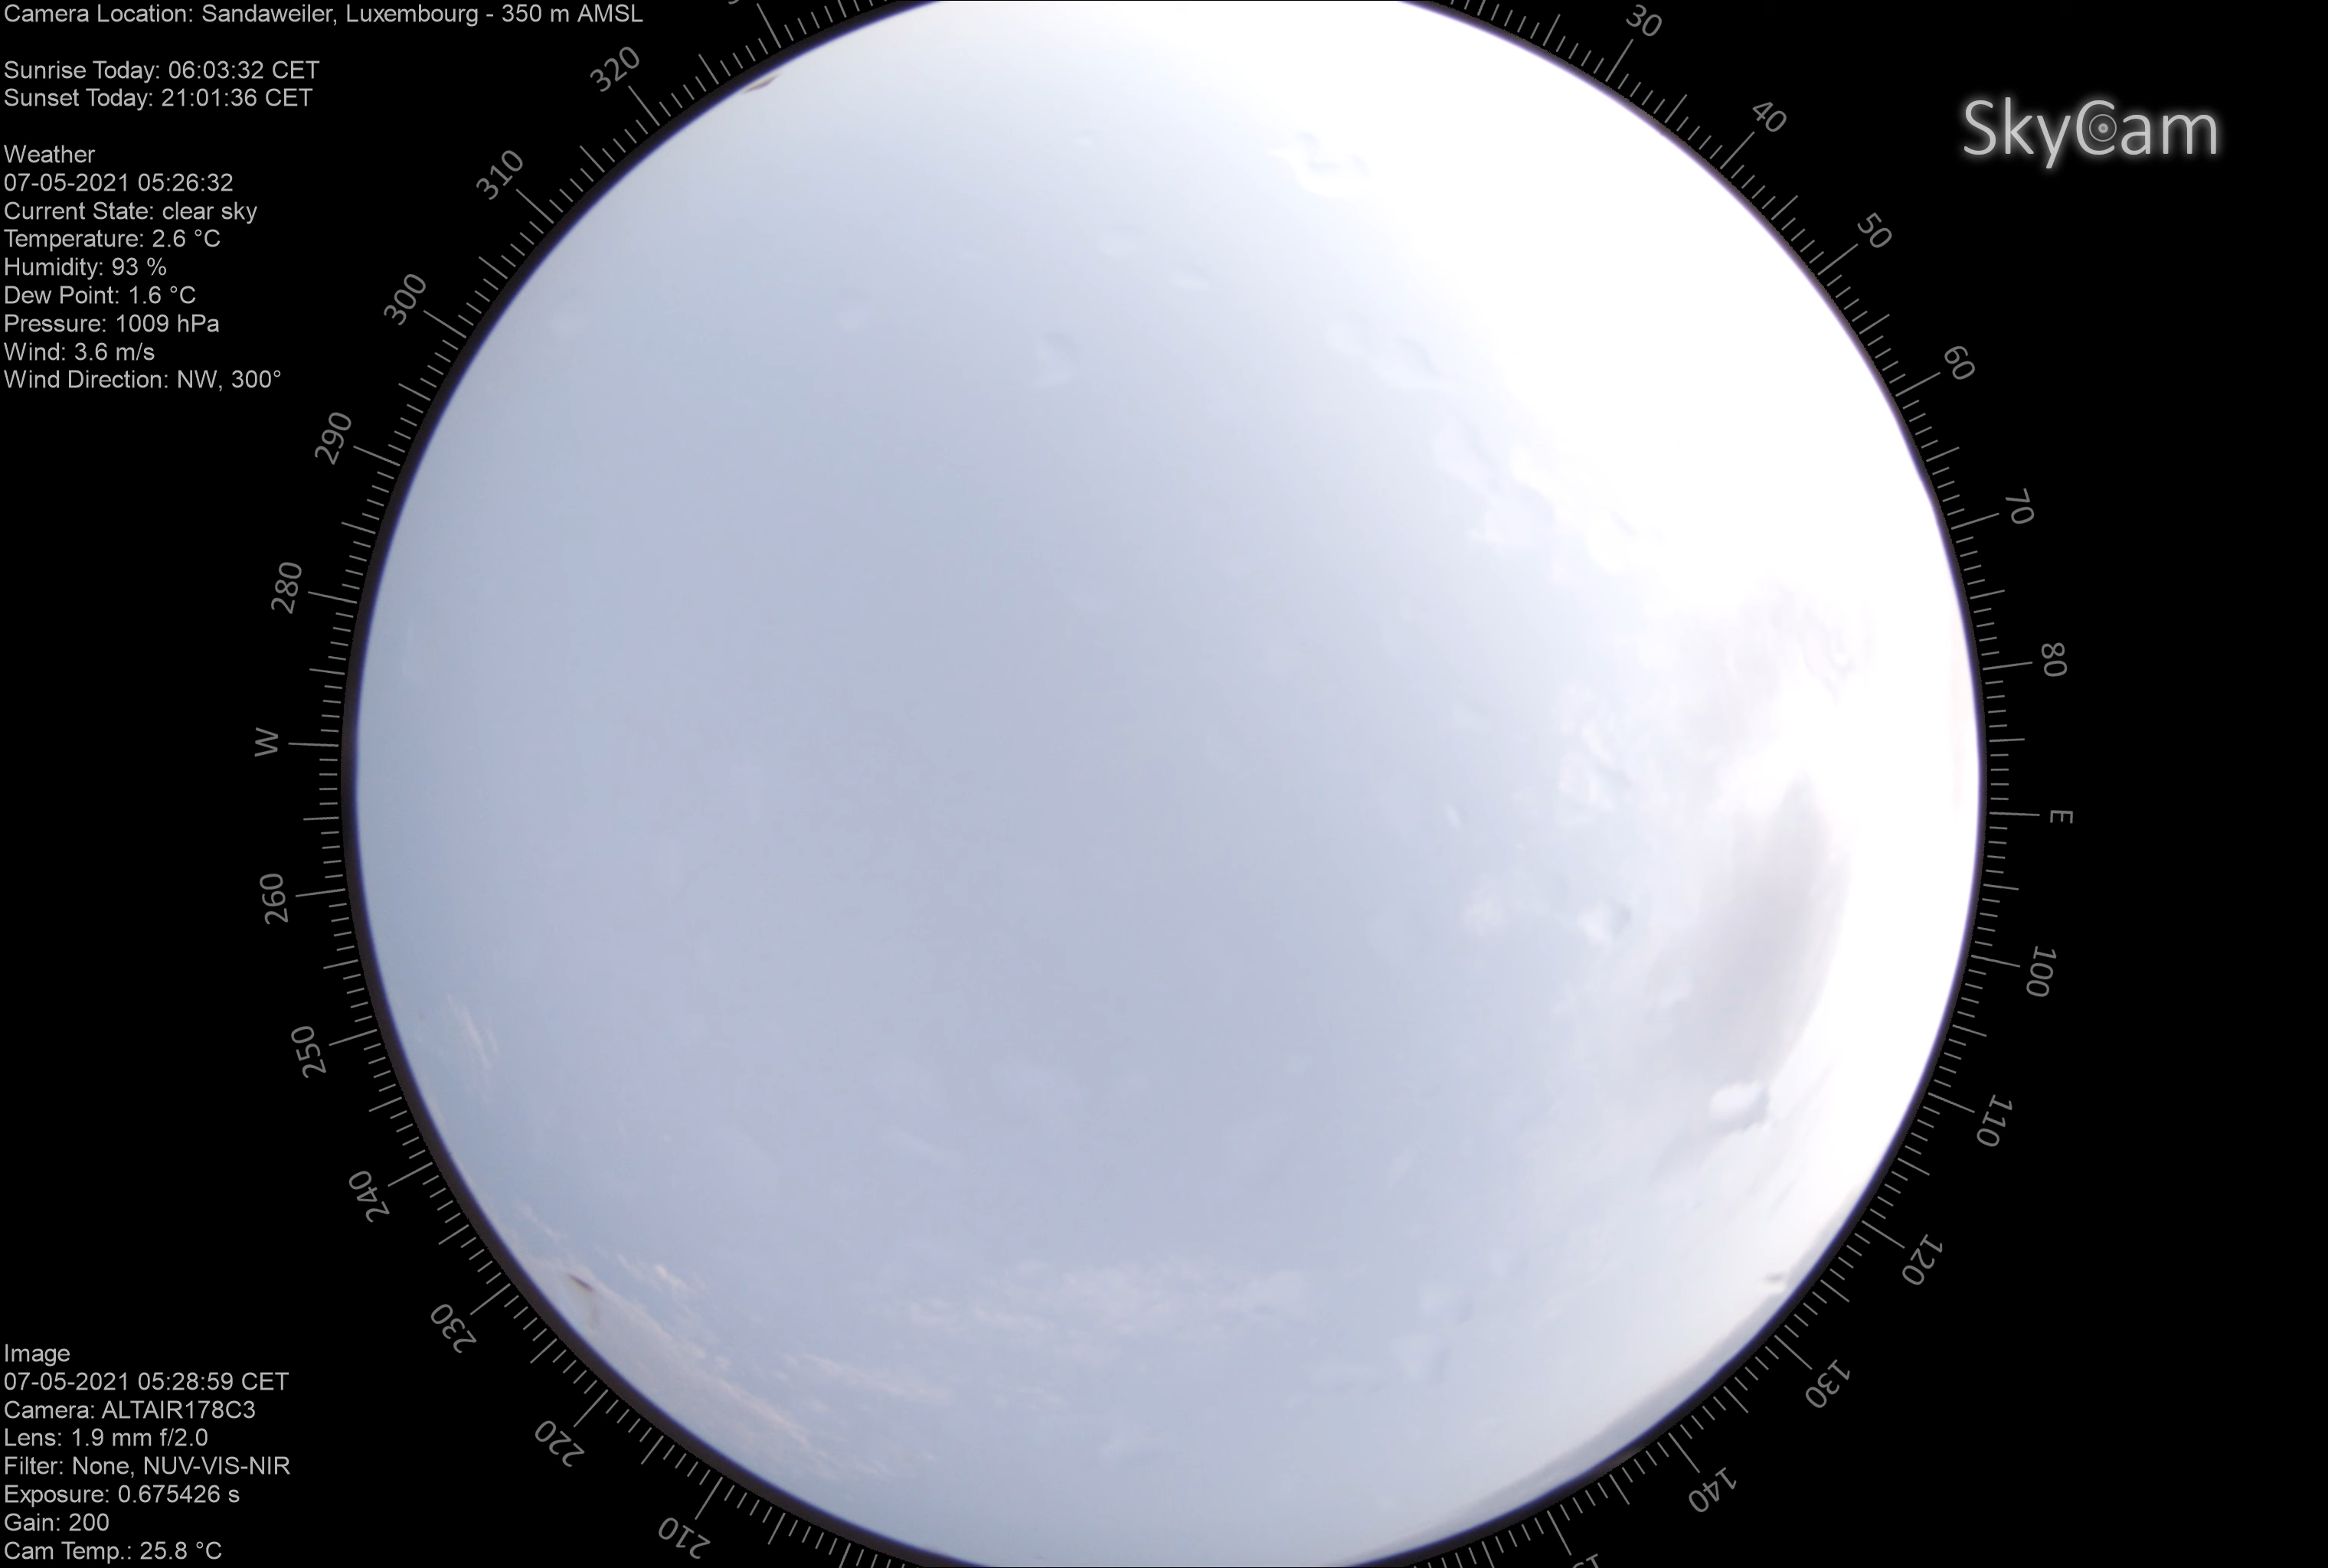 Camera Location: Sandaweiler, Luxembourg - 350 m AMSL
Sunrise Today: 06:03:32 CET
Sunset Today: 21:01:36 CET
Weather
07-05-2021 05:26:32
Current State: clear sky
Temperature: 2.6 °C
Humidity: 93 %
Dew Point: 1.6 °C
Pressure: 1009 hPa
Wind: 3.6 m/s
Wind Direction: NW, 300°
SkyCam
320
310
300
290
280
W
260
250
240
230
220
210
30
40
50
60
70
80
E
100
110
120
130
140
Image
07-05-2021 05:28:59 CET
Camera: ALTAIR178C3
Lens: 1.9 mm f/2.0
Filter: None, NUV-VIS-NIR
Exposure: 0.675426 s
Gain: 200
Cam Temp.: 25.8 °C